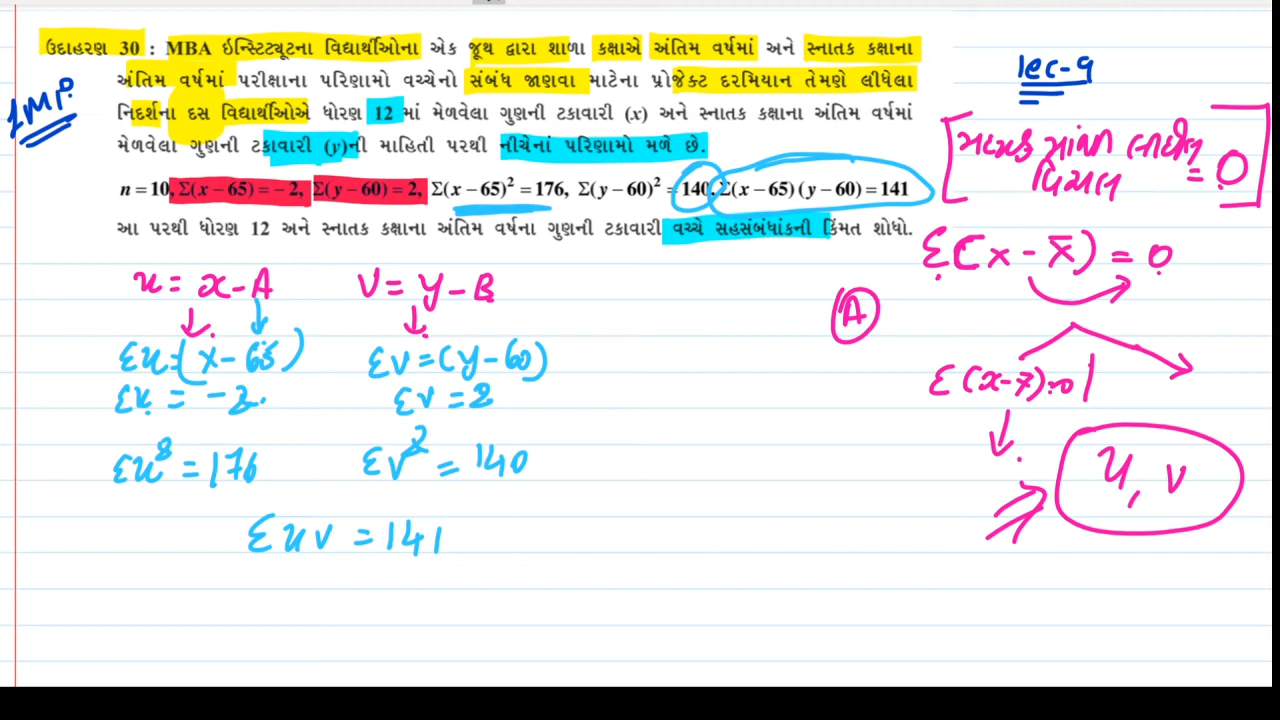 ઉદાહરણ 30 : MBA ઇન્સ્ટિટ્યૂટના વિદ્યાર્થીઓના એક જૂથ દ્વારા શાળા કક્ષાએ અંતિમ વર્ષમાં અને સ્નાતક કક્ષાના
અંતિમ વર્ષમાં પરીક્ષાના પરિણામો વચ્ચેનો સંબંધ જાણવા માટેના પ્રોજેક્ટ દરમિયાન તેમણે લીધેલા
નિદર્શના દસ વિદ્યાર્થીઓએ ધોરણ 12 માં મેળવેલા ગુણની ટકાવારી (x) અને સ્નાતક કક્ષાના અંતિમ વર્ષમાં
મેળવેલા ગુણની ટકાવારી (y)ની માહિતી પરથી નીચેનાં પરિણામો મળે છે.
n = 10, Σ(x − 65) = − 2, Σ(y − 60) = 2, Σ(x − 65)² = 176, Σ(y − 60)² = 140, Σ(x − 65) (y − 60) = 141
આ પરથી ધોરણ 12 અને સ્નાતક કક્ષાના અંતિમ વર્ષના ગુણની ટકાવારી વચ્ચે સહસંબંધાંકની કિંમત શોધો.
IMP.
lec-9
= 0
Σ(x − x̄) = 0
u = x − A
v = y − B
A
Σu = (x − 65)
Σv = (y − 60)
Σu = −2.
Σv = 2
Σ(x − x̄) = 0
Σu² = 176
Σv² = 140
u, v
Σuv = 141